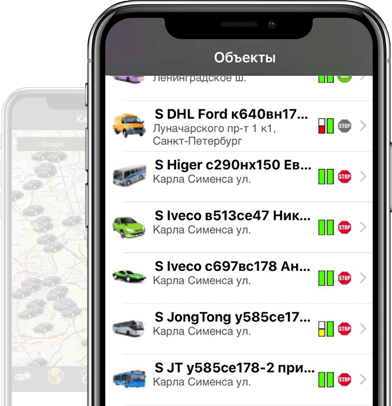 Объекты
Ленинградское ш.
S DHL Ford к640вн17...
Луначарского пр-т 1 к1,
Санкт-Петербург
STOP
S Higer с290нх150 Ев...
Карла Сименса ул.
STOP
S Iveco в513се47 Ник...
Карла Сименса ул.
STOP
S Iveco с697вс178 Ан...
Карла Сименса ул.
STOP
S JongTong у585се17...
Карла Сименса ул.
STOP
S JT у585се178-2 при...
Карла Сименса ул.
STOP
Ка
Google